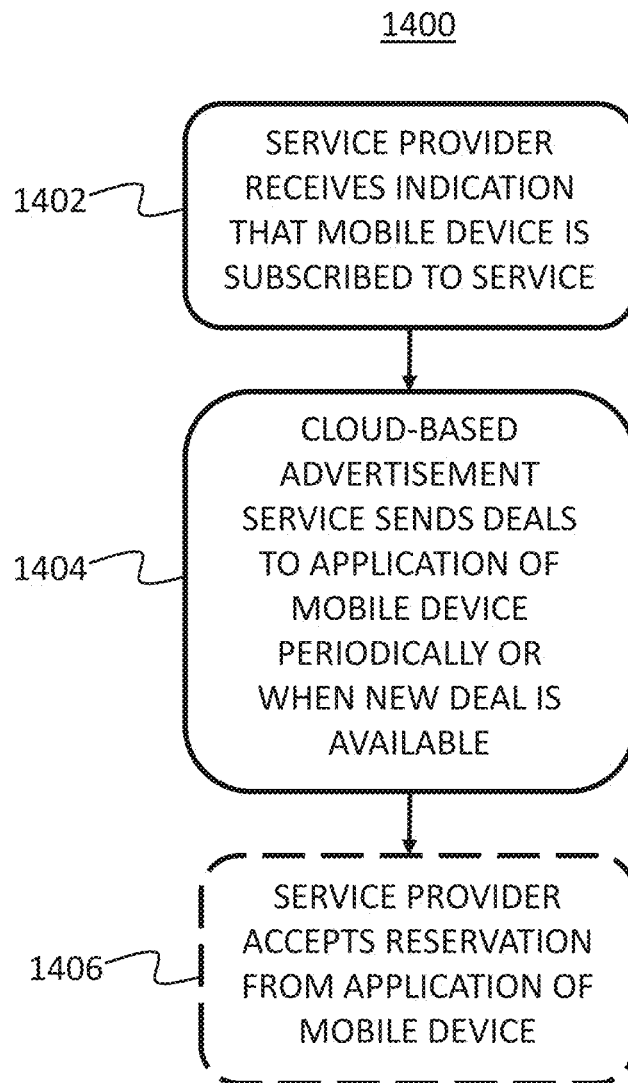 1400
SERVICE PROVIDER
RECEIVES INDICATION
THAT MOBILE DEVICE IS
SUBSCRIBED TO SERVICE
1402
CLOUD-BASED
ADVERTISEMENT
SERVICE SENDS DEALS
TO APPLICATION OF
MOBILE DEVICE
PERIODICALLY OR
WHEN NEW DEAL IS
AVAILABLE
1404
SERVICE PROVIDER
ACCEPTS RESERVATION
FROM APPLICATION OF
MOBILE DEVICE
1406